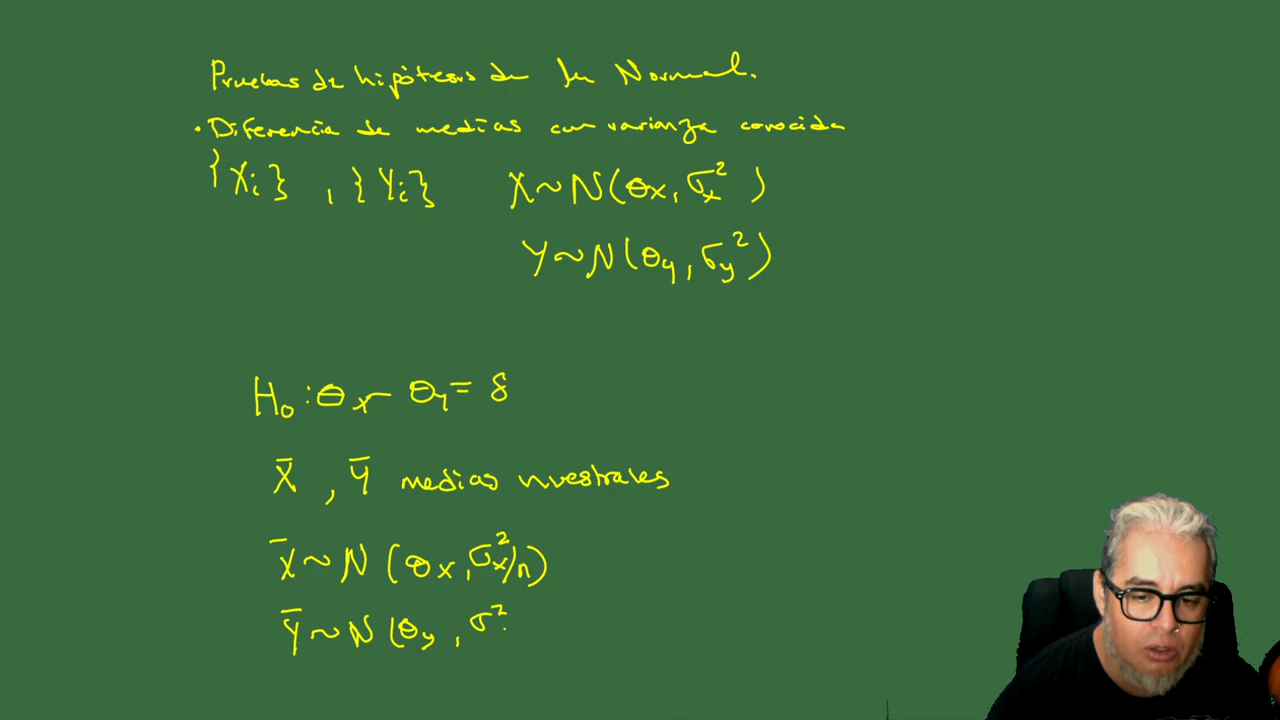 Pruebas de hipótesis de la Normal.
• Diferencia de medias con varianza conocida
{Xi} , {Yi} X~N(θx, σx²)
Y~N(θy, σy²)
H0: θx - θy = δ
X̄ , Ȳ medias muestrales
X̄ ~ N (θx, σx²/n)
Ȳ ~ N (θy, σ²